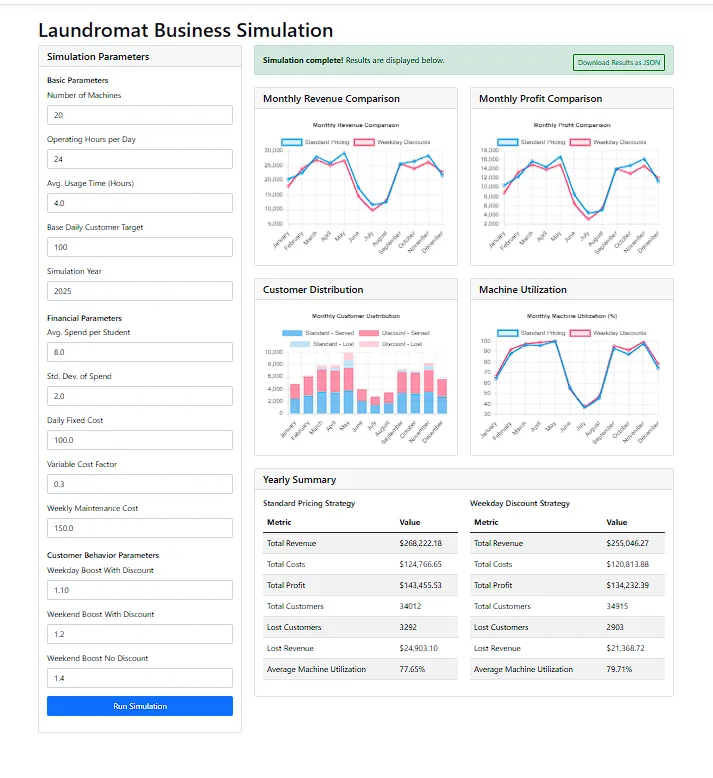 Laundromat Business Simulation
Simulation Parameters
Basic Parameters
Number of Machines
20
Operating Hours per Day
24
Avg. Usage Time (Hours)
4.0
Base Daily Customer Target
100
Simulation Year
2025
Financial Parameters
Avg. Spend per Student
8.0
Std. Dev. of Spend
2.0
Daily Fixed Cost
100.0
Variable Cost Factor
0.3
Weekly Maintenance Cost
150.0
Customer Behavior Parameters
Weekday Boost With Discount
1.10
Weekend Boost With Discount
1.2
Weekend Boost No Discount
1.4
Run Simulation
Simulation complete! Results are displayed below.
Download Results as JSON
Monthly Revenue Comparison
Monthly Revenue Comparison
Standard Pricing Weekday Discounts
30,000
25,000
20,000
15,000
10,000
5,000
January February March April May June July August September October November December
Monthly Profit Comparison
Monthly Profit Comparison
Standard Pricing Weekday Discounts
18,000
16,000
14,000
12,000
10,000
8,000
6,000
4,000
2,000
January February March April May June July August September October November December
Customer Distribution
Monthly Customer Distribution
Standard - Served Discount - Served
Standard - Lost Discount - Lost
10,000
8,000
6,000
4,000
2,000
0
January February March April May June July August September October November December
Machine Utilization
Monthly Machine Utilization (%)
Standard Pricing Weekday Discounts
100
90
80
70
60
50
40
30
January February March April May June July August September October November December
Yearly Summary
Standard Pricing Strategy
Metric Value
Total Revenue $268,222.18
Total Costs $124,766.65
Total Profit $143,455.53
Total Customers 34012
Lost Customers 3292
Lost Revenue $24,903.10
Average Machine Utilization 77.65%
Weekday Discount Strategy
Metric Value
Total Revenue $255,046.27
Total Costs $120,813.88
Total Profit $134,232.39
Total Customers 34915
Lost Customers 2903
Lost Revenue $21,368.72
Average Machine Utilization 79.71%